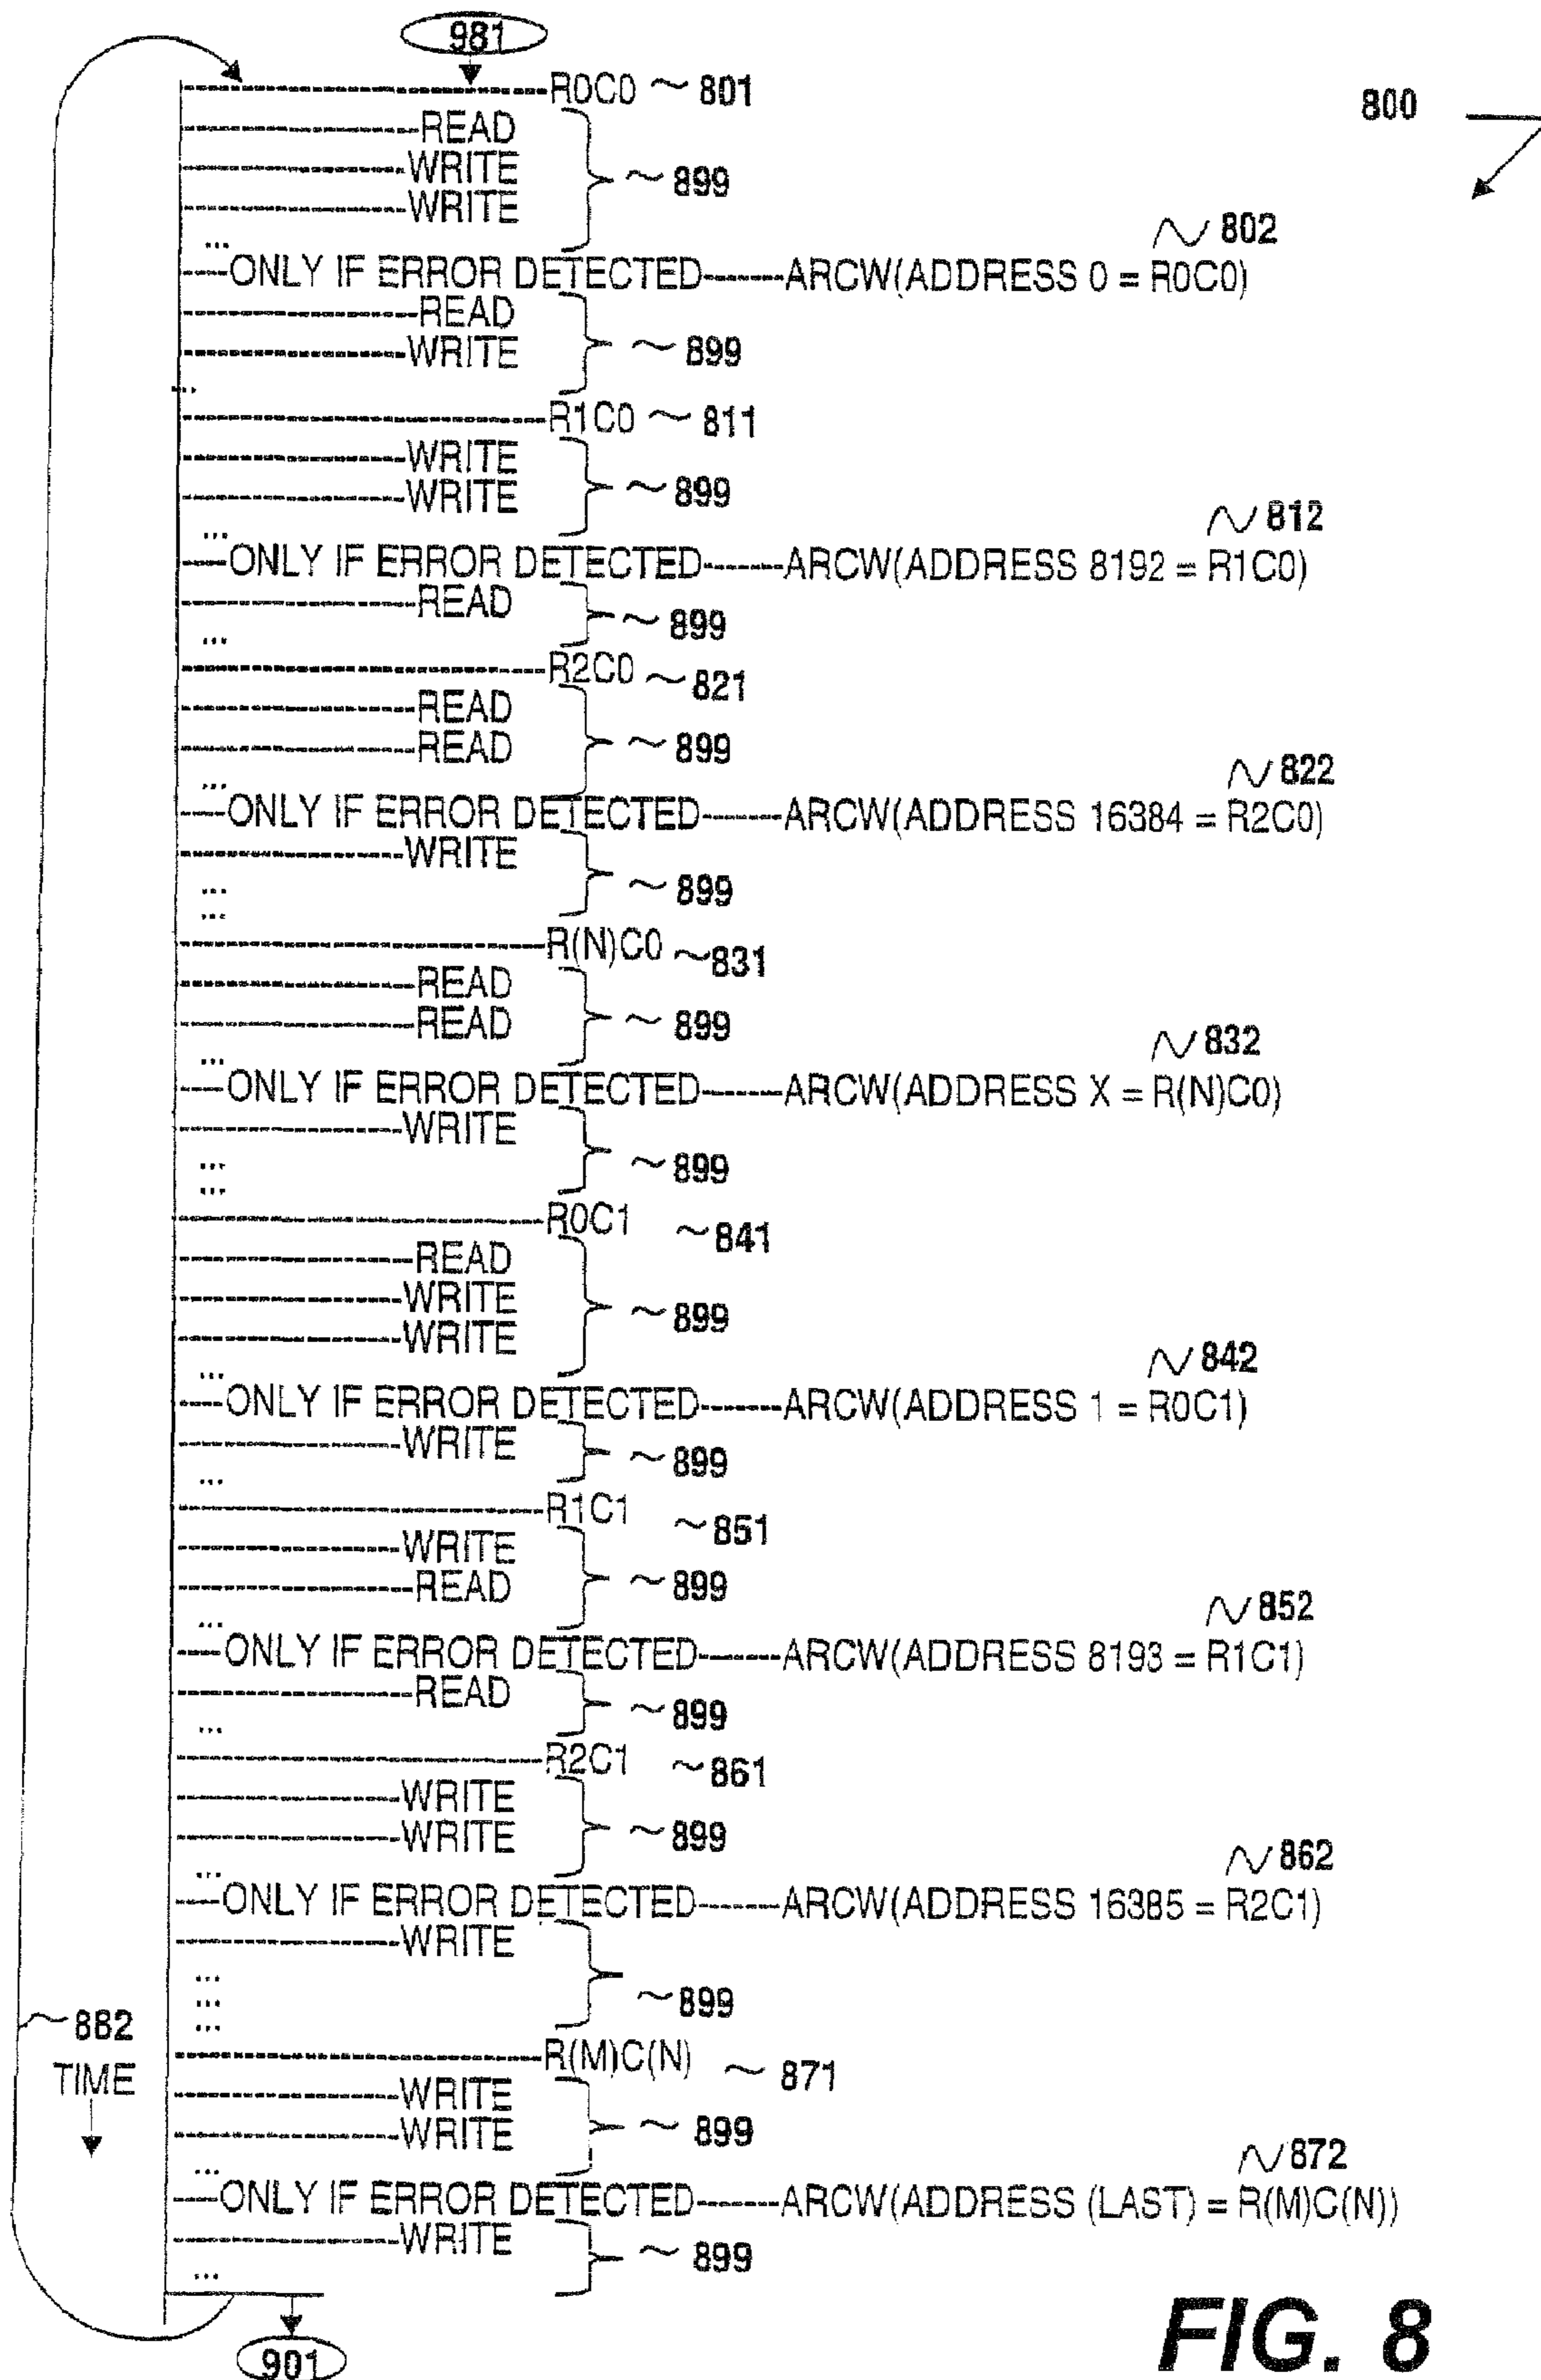 981
R0C0 ~ 801
800
READ
WRITE
WRITE
899
...
802
ONLY IF ERROR DETECTED-------ARCW(ADDRESS 0 = R0C0)
READ
WRITE
899
...
R1C0 ~ 811
WRITE
WRITE
899
...
812
ONLY IF ERROR DETECTED-------ARCW(ADDRESS 8192 = R1C0)
READ
899
...
R2C0 ~ 821
READ
READ
899
...
822
ONLY IF ERROR DETECTED-------ARCW(ADDRESS 16384 = R2C0)
WRITE
899
...
...
R(N)C0 ~831
READ
READ
899
...
832
ONLY IF ERROR DETECTED-------ARCW(ADDRESS X = R(N)C0)
WRITE
899
...
...
R0C1 ~841
READ
WRITE
WRITE
899
...
842
ONLY IF ERROR DETECTED-------ARCW(ADDRESS 1 = R0C1)
WRITE
899
...
R1C1 ~851
WRITE
READ
899
...
852
ONLY IF ERROR DETECTED-------ARCW(ADDRESS 8193 = R1C1)
READ
899
...
R2C1 ~861
WRITE
WRITE
899
...
862
ONLY IF ERROR DETECTED-------ARCW(ADDRESS 16385 = R2C1)
WRITE
...
...
...
899
882
TIME
R(M)C(N) ~ 871
WRITE
WRITE
899
...
872
ONLY IF ERROR DETECTED-------ARCW(ADDRESS (LAST) = R(M)C(N))
WRITE
899
...
901
FIG. 8